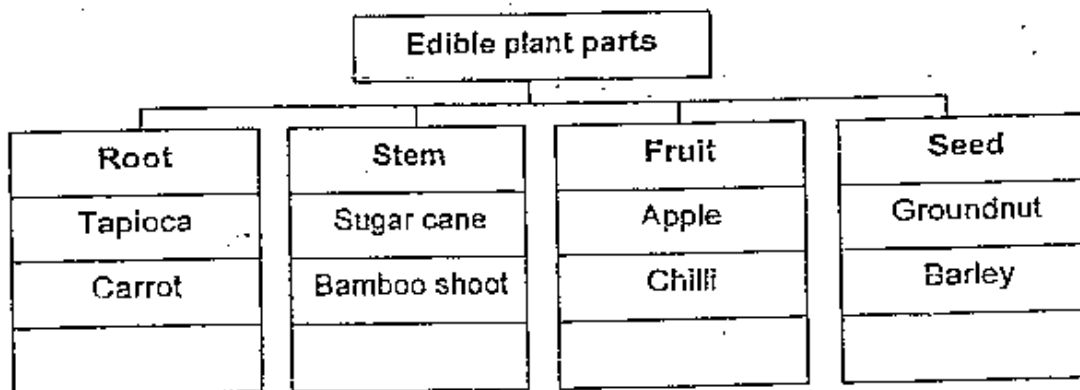 Edible plant parts
Root Stem Fruit Seed
Tapioca Sugar cane Apple Groundnut
Carrot Bamboo shoot Chilli Barley